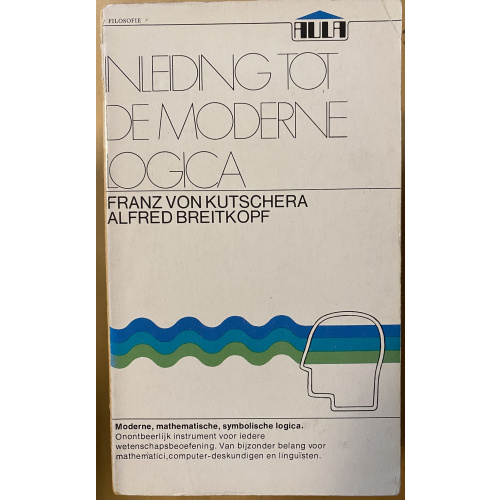 FILOSOFIE
AULA
INLEIDING TOT
DE MODERNE
LOGICA
FRANZ VON KUTSCHERA
ALFRED BREITKOPF
Moderne, mathematische, symbolische logica.
Onontbeerlijk instrument voor iedere
wetenschapsbeoefening. Van bijzonder belang voor
mathematici, computer-deskundigen en linguïsten.